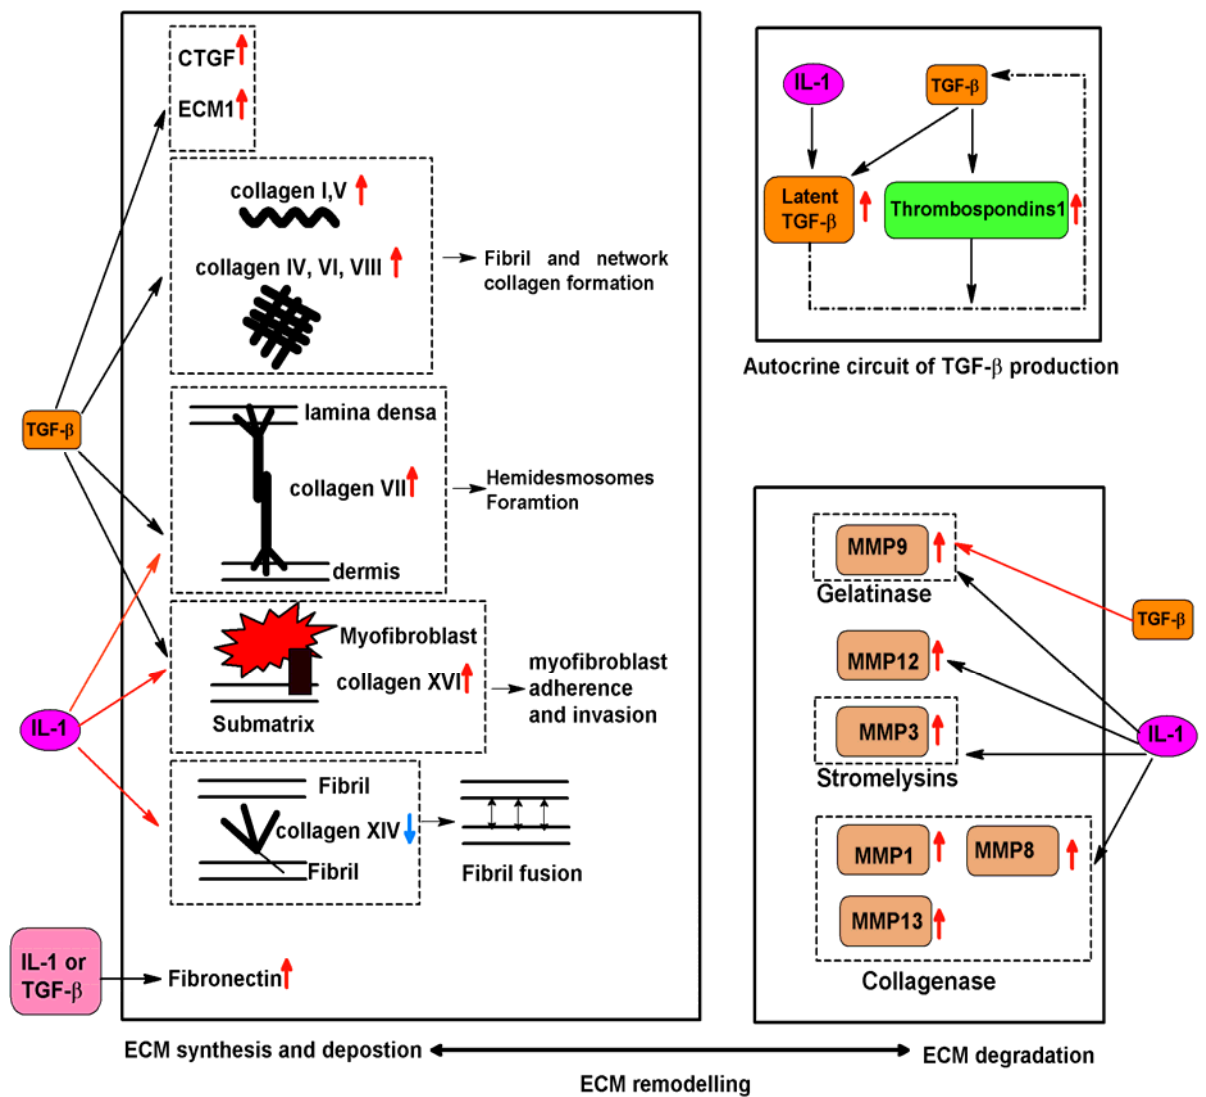 CTGF
ECM1
collagen I,V
collagen IV, VI, VIII
Fibril and network
collagen formation
TGF-β
lamina densa
collagen VII
dermis
Hemidesmosomes
Foramtion
Myofibroblast
collagen XVI
Submatrix
myofibroblast
adherence
and invasion
IL-1
Fibril
collagen XIV
Fibril
Fibril fusion
IL-1 or
TGF-β
Fibronectin
IL-1
TGF-β
Latent
TGF-β
Thrombospondins1
Autocrine circuit of TGF-β production
MMP9
Gelatinase
TGF-β
MMP12
MMP3
Stromelysins
IL-1
MMP1
MMP8
MMP13
Collagenase
ECM synthesis and depostion
ECM degradation
ECM remodelling